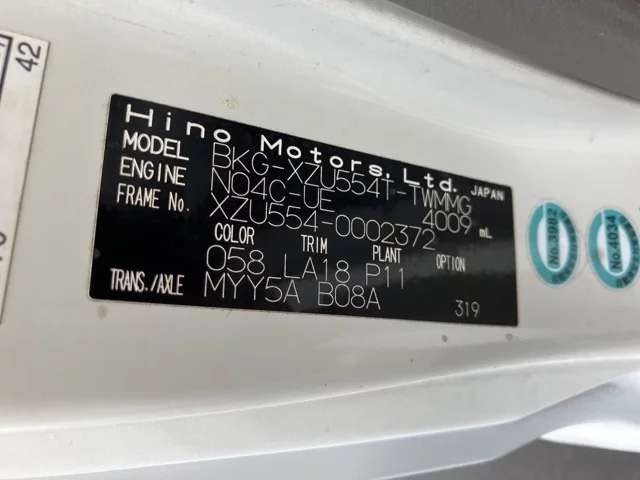 Hino Motors, Ltd. JAPAN
MODEL BKG-XZU554T-TWMMG
ENGINE N04C-UE 4009 mL
FRAME No. XZU554-0002372
COLOR TRIM PLANT OPTION
058 LA18 P11
TRANS./AXLE MYY5A B08A
319
42
No.3982
No.4034